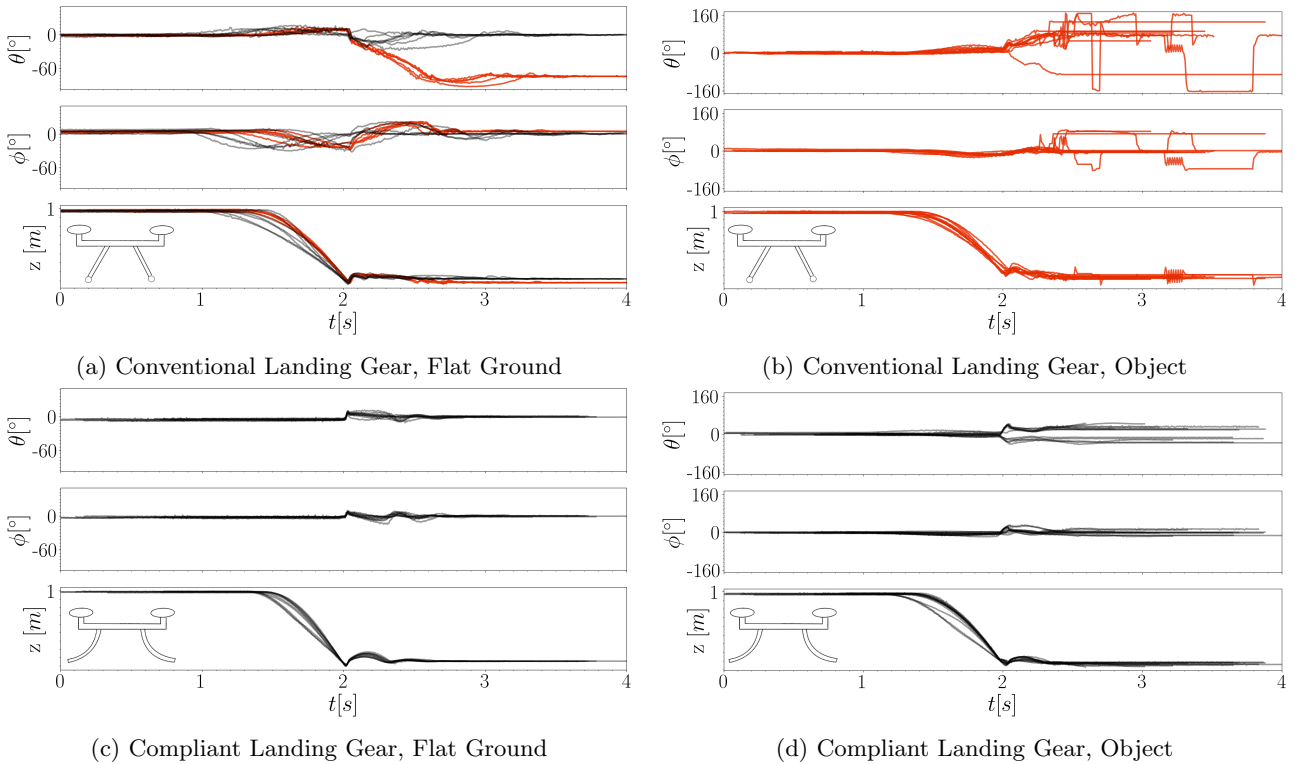 θ[°]
0
-60
ϕ[°]
0
-60
z [m]
1
0
1
2
3
4
t[s]
(a) Conventional Landing Gear, Flat Ground
θ[°]
160
0
-160
ϕ[°]
160
0
-160
z [m]
1
0
1
2
3
4
t[s]
(b) Conventional Landing Gear, Object
θ[°]
0
-60
ϕ[°]
0
-60
z [m]
1
0
1
2
3
4
t[s]
(c) Compliant Landing Gear, Flat Ground
θ[°]
160
0
-160
ϕ[°]
160
0
-160
z [m]
1
0
1
2
3
4
t[s]
(d) Compliant Landing Gear, Object